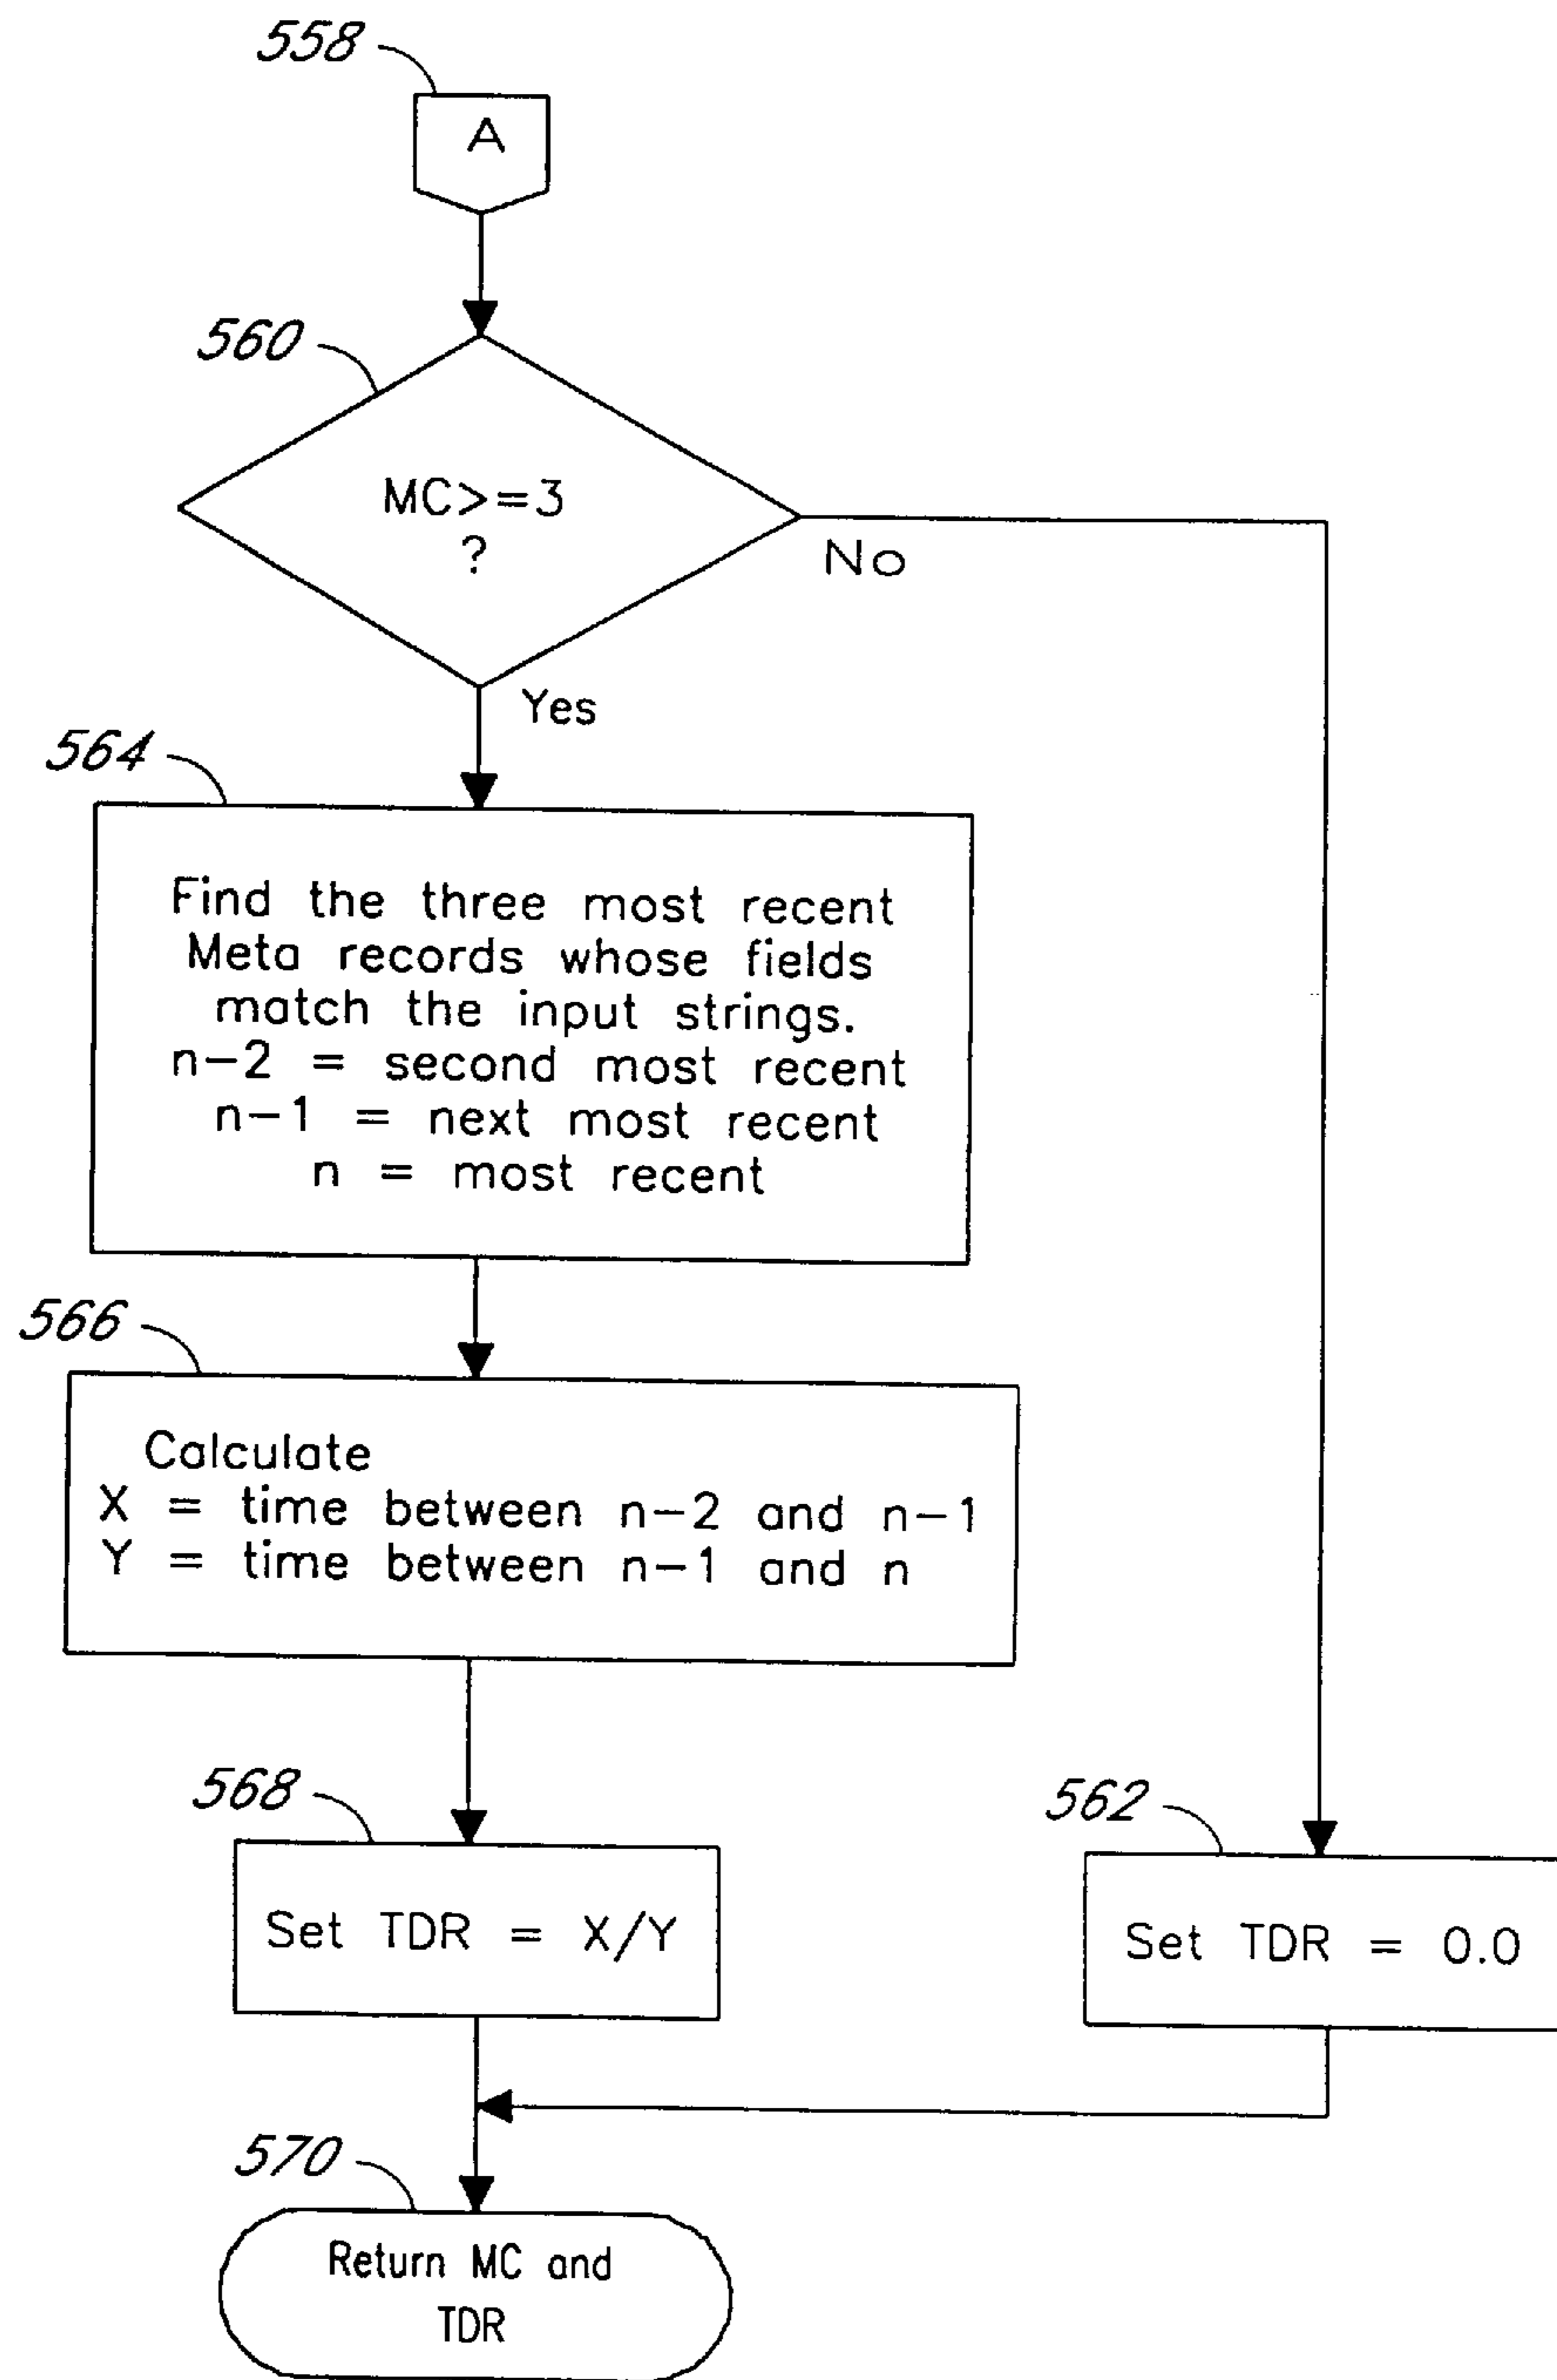 558
A
560
MC>=3
?
No
Yes
564
Find the three most recent
Meta records whose fields
match the input strings.
n-2 = second most recent
n-1 = next most recent
n = most recent
566
Calculate
X = time between n-2 and n-1
Y = time between n-1 and n
568
Set TDR = X/Y
562
Set TDR = 0.0
570
Return MC and
TDR